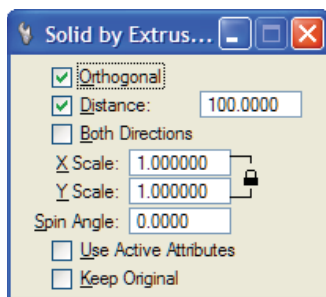 Solid by Extrus...
Orthogonal
Distance: 100.0000
Both Directions
X Scale: 1.000000
Y Scale: 1.000000
Spin Angle: 0.0000
Use Active Attributes
Keep Original